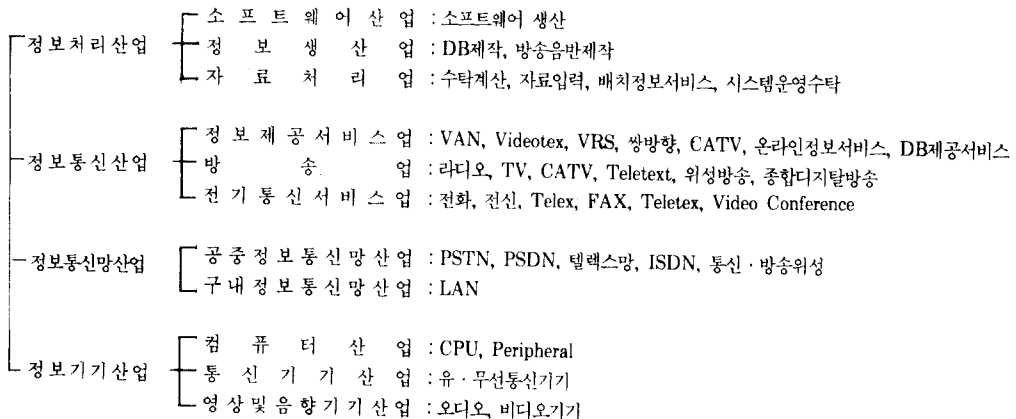 소프트웨어산업 : 소프트웨어 생산
정보처리산업 정보생산업 : DB제작, 방송음반제작
자료처리업 : 수탁계산, 자료입력, 배치정보서비스, 시스템운영수탁
정보제공서비스업 : VAN, Videotex, VRS, 쌍방향, CATV, 온라인정보서비스, DB제공서비스
정보통신산업 방송업 : 라디오, TV, CATV, Teletext, 위성방송, 종합디지탈방송
전기통신서비스업 : 전화, 전신, Telex, FAX, Teletex, Video Conference
공중정보통신망산업 : PSTN, PSDN, 텔렉스망, ISDN, 통신·방송위성
정보통신망산업
구내정보통신망산업 : LAN
컴퓨터산업 : CPU, Peripheral
정보기기산업 통신기기산업 : 유·무선통신기기
영상및음향기기산업 : 오디오, 비디오기기